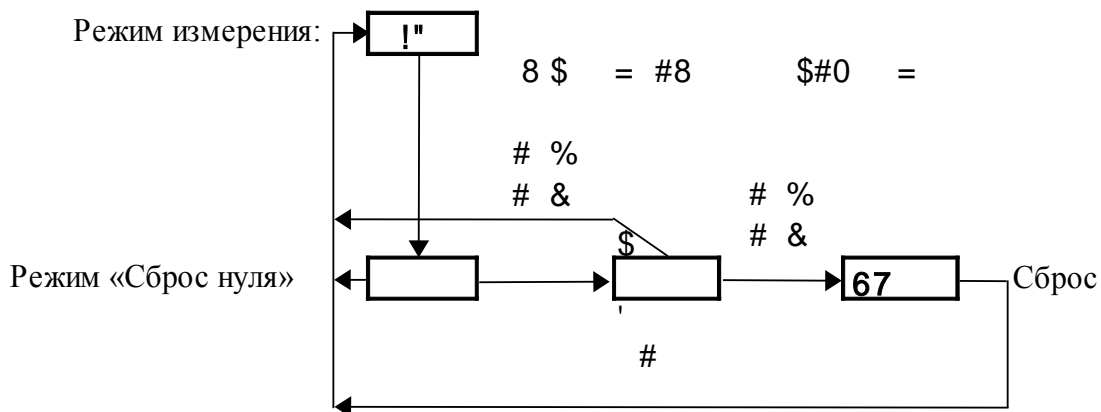 Режим измерения:
!"
8 $ = #8 $#0 =
# %
# &
# %
# &
$
Режим «Сброс нуля»
67
Сброс
'
#